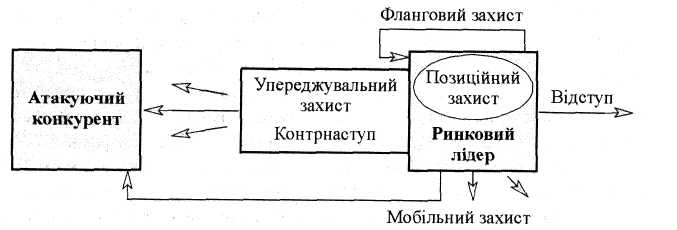 Фланговий захист
Атакуючий
конкурент
Упереджувальний
захист
Контрнаступ
Позиційний
захист
Ринковий
лідер
Відступ
Мобільний захист